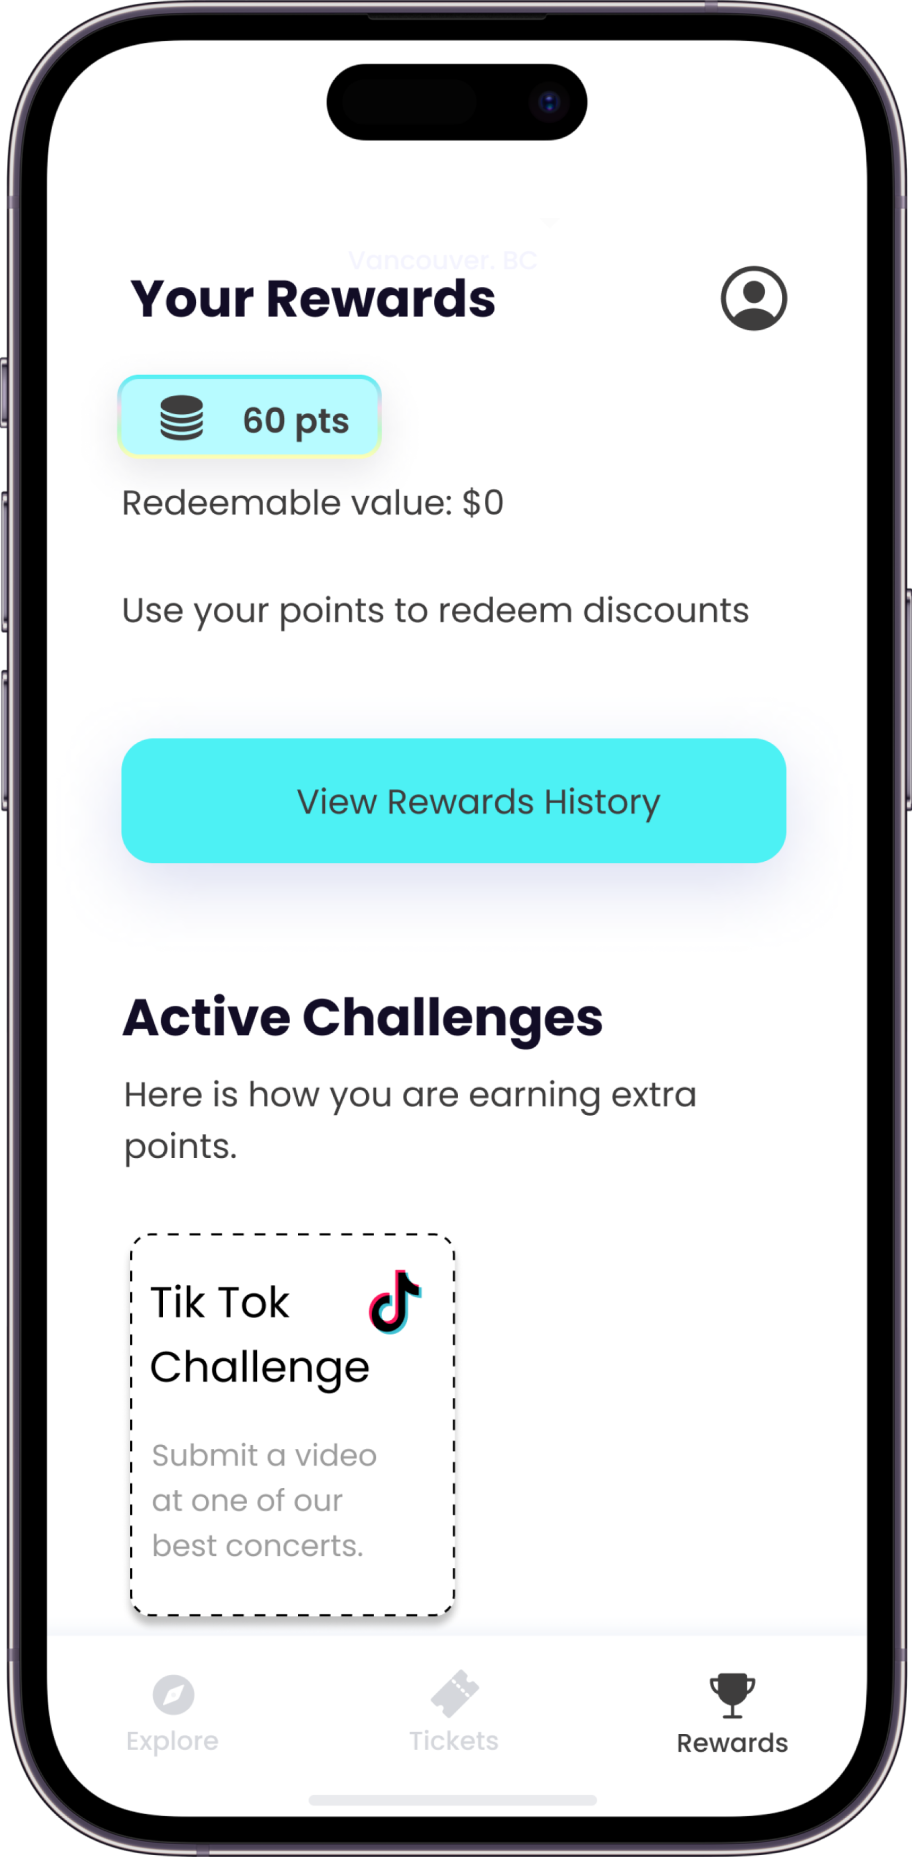 Vancouver, BC
Your Rewards
60 pts
Redeemable value: $0
Use your points to redeem discounts
View Rewards History
Active Challenges
Here is how you are earning extra
points.
Tik Tok
Challenge
Submit a video
at one of our
best concerts.
Explore
Tickets
Rewards